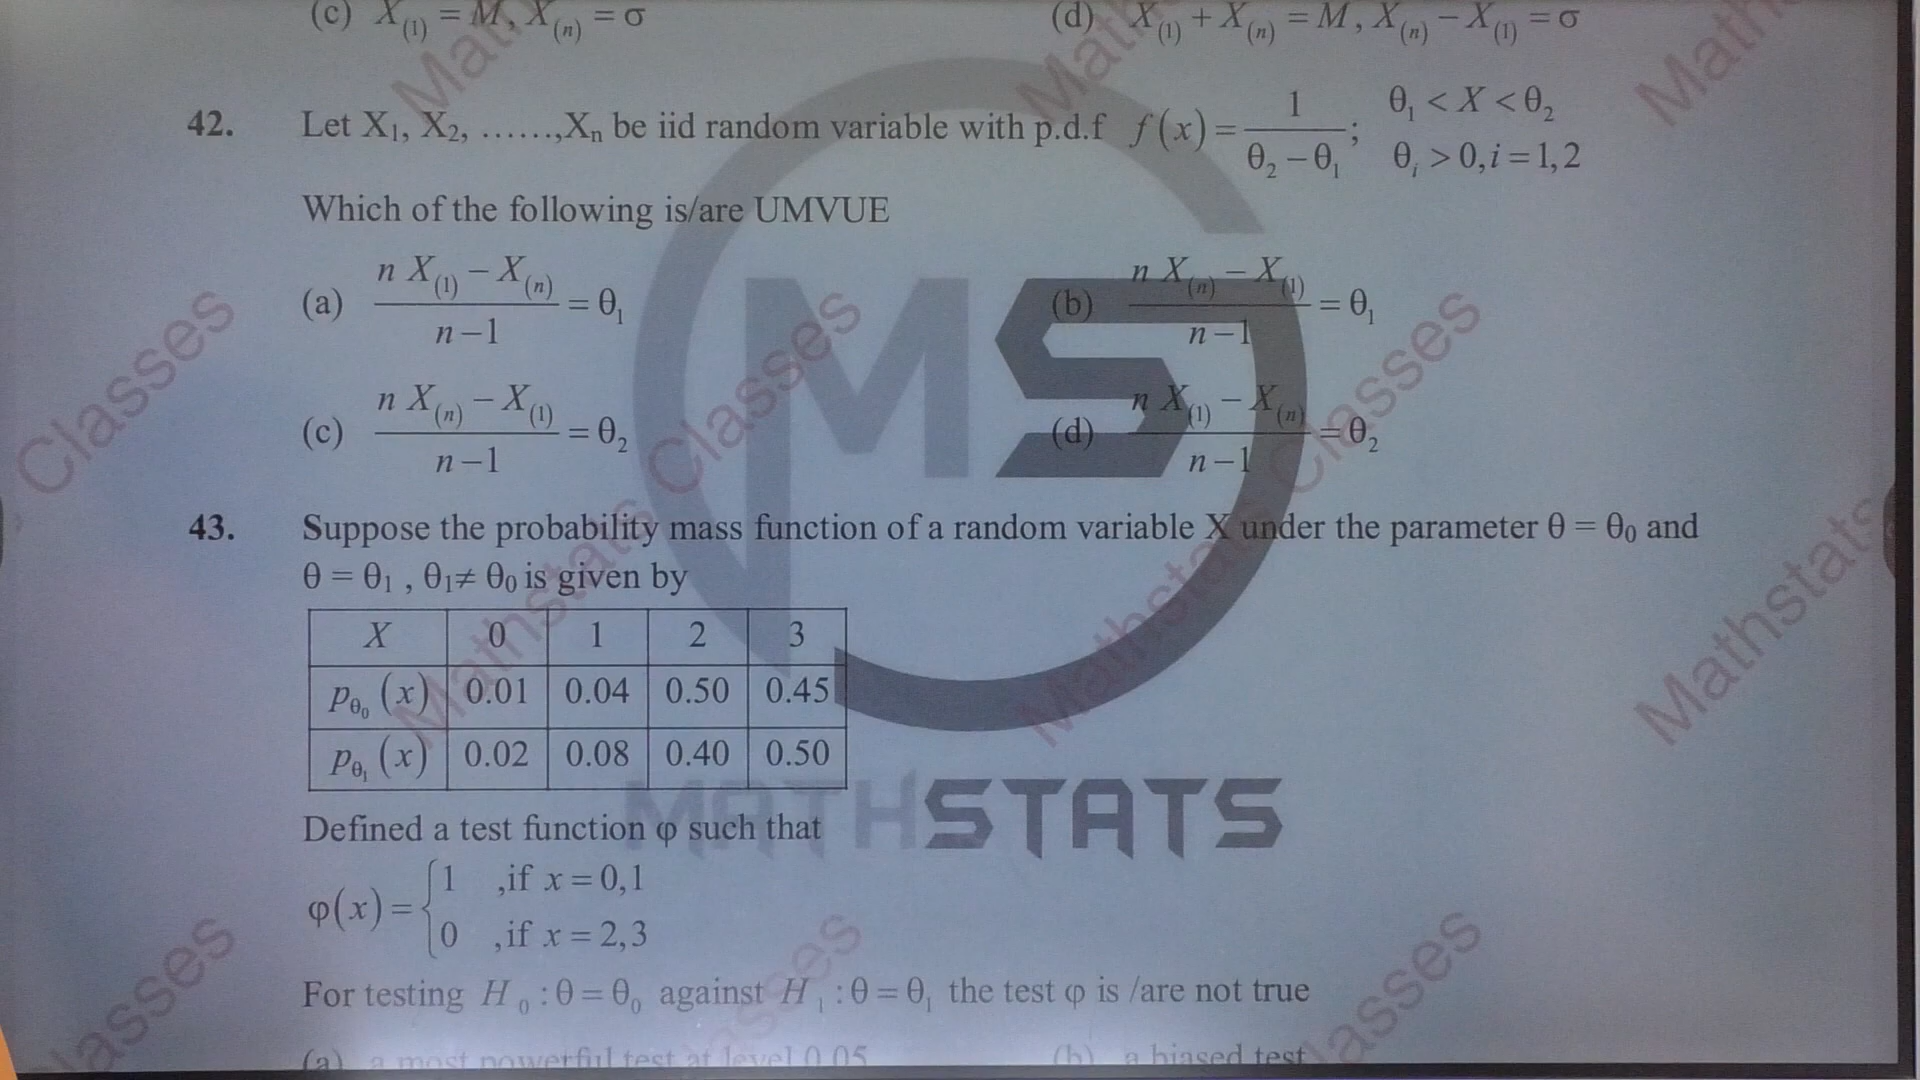 (c) X(1) = M, X(n) = σ (d) X(1) + X(n) = M, X(n) − X(1) = σ
42. Let X1, X2, ......,Xn be iid random variable with p.d.f f(x) = 1/(θ2 − θ1); θ1 < X < θ2
θi > 0, i = 1, 2
Which of the following is/are UMVUE
(a) (n X(1) − X(n))/(n−1) = θ1 (b) (n X(n) − X(1))/(n−1) = θ1
(c) (n X(n) − X(1))/(n−1) = θ2 (d) (n X(1) − X(n))/(n−1) = θ2
43. Suppose the probability mass function of a random variable X under the parameter θ = θ0 and
θ = θ1 , θ1≠ θ0 is given by
X 0 1 2 3
pθ0 (x) 0.01 0.04 0.50 0.45
pθ1 (x) 0.02 0.08 0.40 0.50
Defined a test function φ such that
φ(x) = { 1 ,if x = 0,1
0 ,if x = 2,3
For testing H0 : θ = θ0 against H1 : θ = θ1 the test φ is /are not true
(a) a most powerful test at level 0.05 (b) a biased test
MS
MATHSTATS
Mathstats Classes